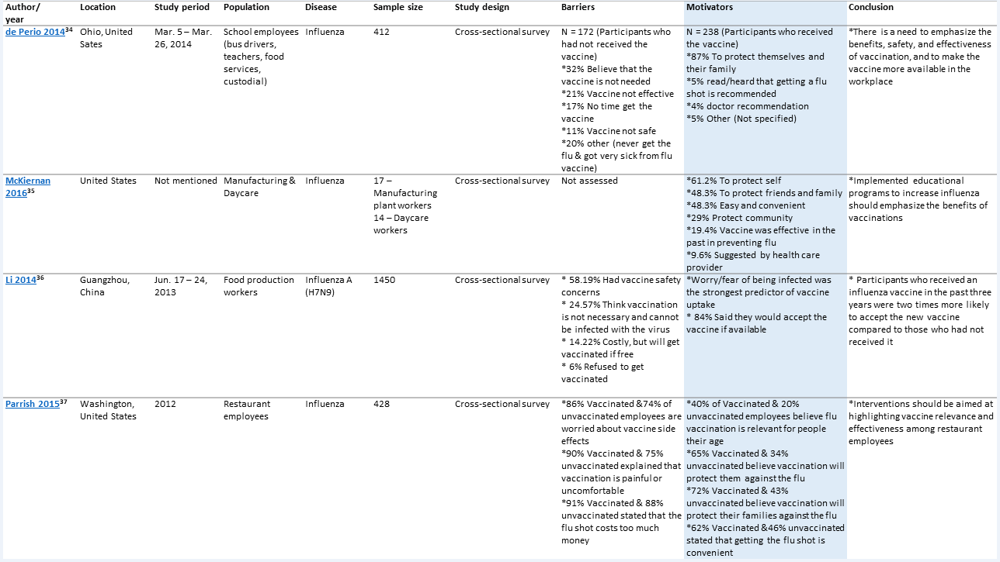 Author/
year
Location
Study period
Population
Disease
Sample size
Study design
Barriers
Motivators
Conclusion
de Perio 2014³⁴
Ohio, United
Sates
Mar. 5 – Mar.
26, 2014
School employees
(bus drivers,
teachers, food
services,
custodial)
Influenza
412
Cross-sectional survey
N = 172 (Participants who
had not received the
vaccine)
*32% Believe that the
vaccine is not needed
*21% Vaccine not effective
*17% No time get the
vaccine
*11% Vaccine not safe
*20% other (never get the
flu & got very sick from flu
vaccine)
N = 238 (Participants who received
the vaccine)
*87% To protect themselves and
their family
*5% read/heard that getting a flu
shot is recommended
*4% doctor recommendation
*5% Other (Not specified)
*There is a need to emphasize the
benefits, safety, and effectiveness
of vaccination, and to make the
vaccine more available in the
workplace
McKiernan
2016³⁵
United States
Not mentioned
Manufacturing &
Daycare
Influenza
17 –
Manufacturing
plant workers
14 – Daycare
workers
Cross-sectional survey
Not assessed
*61.2% To protect self
*48.3% To protect friends and family
*48.3% Easy and convenient
*29% Protect community
*19.4% Vaccine was effective in the
past in preventing flu
*9.6% Suggested by health care
provider
*Implemented educational
programs to increase influenza
should emphasize the benefits of
vaccinations
Li 2014³⁶
Guangzhou,
China
Jun. 17 – 24,
2013
Food production
workers
Influenza A
(H7N9)
1450
Cross-sectional survey
* 58.19% Had vaccine safety
concerns
* 24.57% Think vaccination
is not necessary and cannot
be infected with the virus
* 14.22% Costly, but will get
vaccinated if free
* 6% Refused to get
vaccinated
*Worry/fear of being infected was
the strongest predictor of vaccine
uptake
* 84% Said they would accept the
vaccine if available
* Participants who received an
influenza vaccine in the past three
years were two times more likely
to accept the new vaccine
compared to those who had not
received it
Parrish 2015³⁷
Washington,
United States
2012
Restaurant
employees
Influenza
428
Cross-sectional survey
*86% Vaccinated &74% of
unvaccinated employees are
worried about vaccine side
effects
*90% Vaccinated & 75%
unvaccinated explained that
vaccination is painful or
uncomfortable
*91% Vaccinated & 88%
unvaccinated stated that the
flu shot costs too much
money
*40% of Vaccinated & 20%
unvaccinated employees believe flu
vaccination is relevant for people
their age
*65% Vaccinated & 34%
unvaccinated believe vaccination will
protect them against the flu
*72% Vaccinated & 43%
unvaccinated believe vaccination will
protect their families against the flu
*62% Vaccinated &46% unvaccinated
stated that getting the flu shot is
convenient
*Interventions should be aimed at
highlighting vaccine relevance and
effectiveness among restaurant
employees